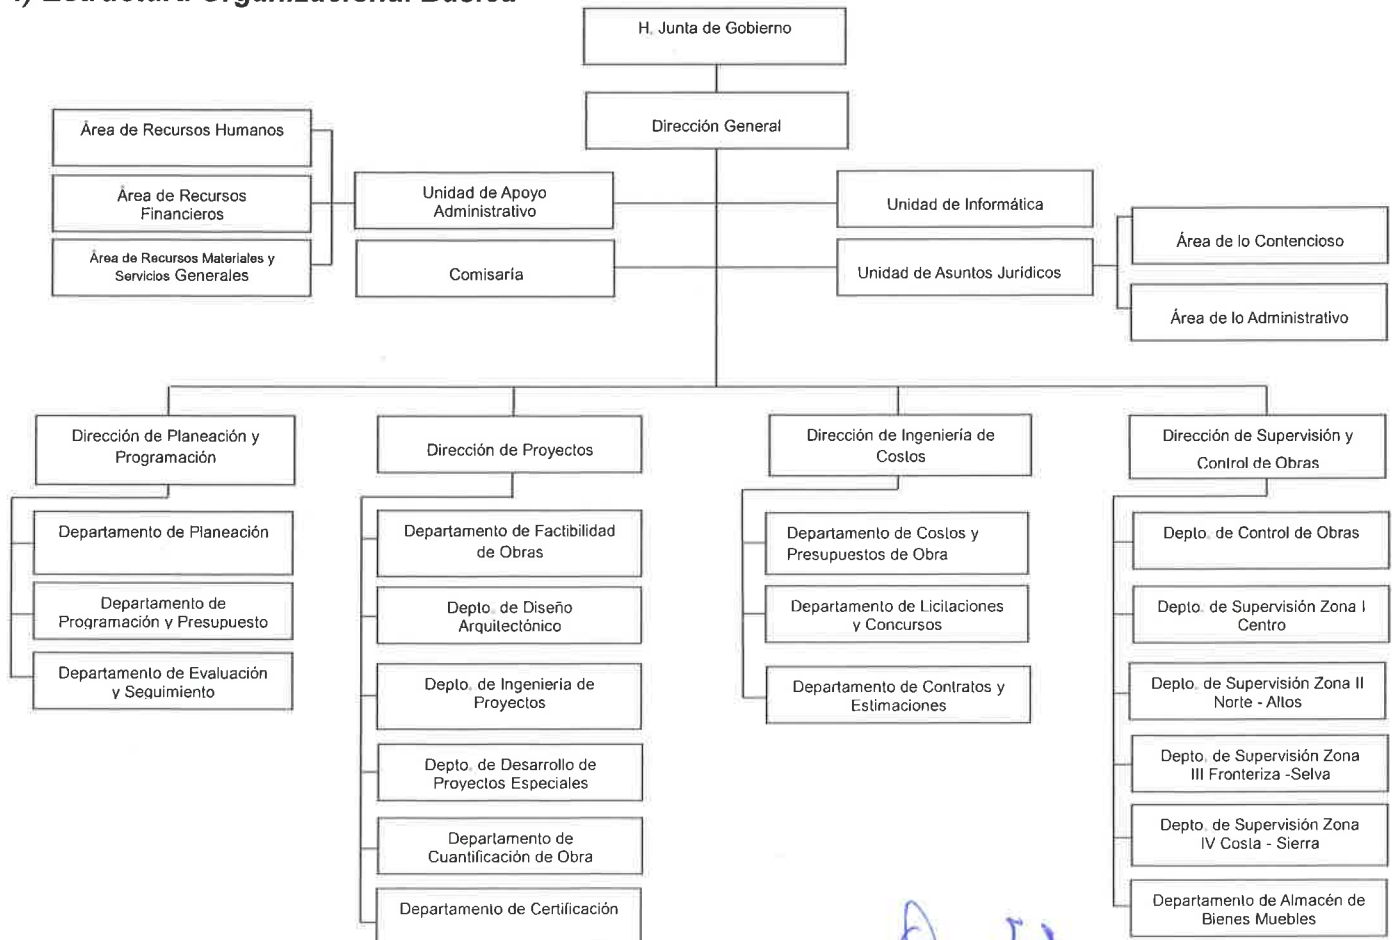 Estructura Organizacional Básica
H. Junta de Gobierno
Dirección General
Área de Recursos Humanos
Área de Recursos
Financieros
Área de Recursos Materiales y
Servicios Generales
Unidad de Apoyo
Administrativo
Comisaría
Unidad de Informática
Unidad de Asuntos Jurídicos
Área de lo Contencioso
Área de lo Administrativo
Dirección de Planeación y
Programación
Departamento de Planeación
Departamento de
Programación y Presupuesto
Departamento de Evaluación
y Seguimiento
Dirección de Proyectos
Departamento de Factibilidad
de Obras
Depto. de Diseño
Arquitectónico
Depto. de Ingeniería de
Proyectos
Depto. de Desarrollo de
Proyectos Especiales
Departamento de
Cuantificación de Obra
Departamento de Certificación
Dirección de Ingeniería de
Costos
Departamento de Costos y
Presupuestos de Obra
Departamento de Licitaciones
y Concursos
Departamento de Contratos y
Estimaciones
Dirección de Supervisión y
Control de Obras
Depto. de Control de Obras
Depto. de Supervisión Zona I
Centro
Depto. de Supervisión Zona II
Norte - Altos
Depto. de Supervisión Zona
III Fronteriza -Selva
Depto. de Supervisión Zona
IV Costa - Sierra
Departamento de Almacén de
Bienes Muebles